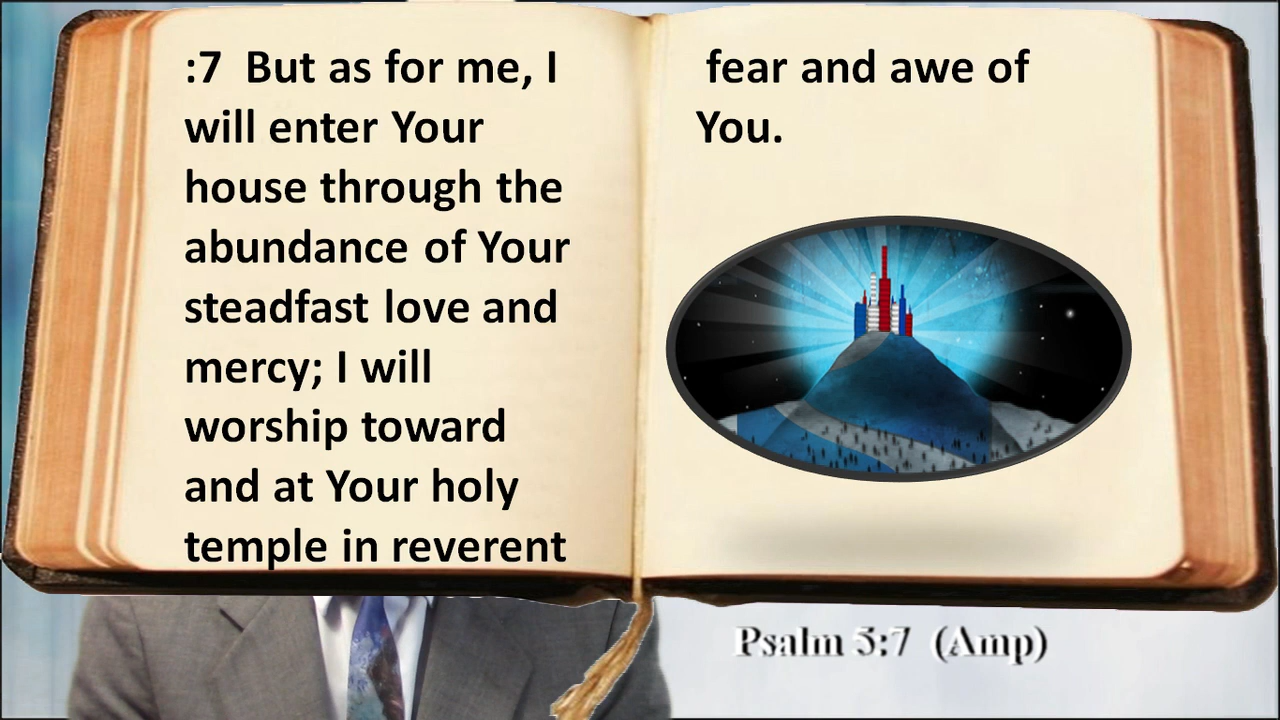 :7 But as for me, I
will enter Your
house through the
abundance of Your
steadfast love and
mercy; I will
worship toward
and at Your holy
temple in reverent
fear and awe of
You.
Psalm 5:7 (Amp)